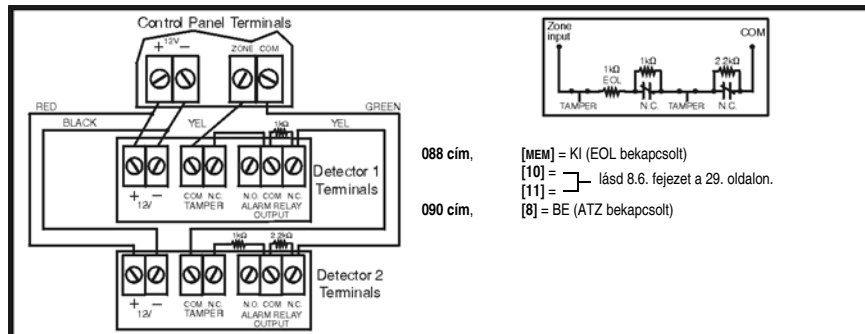 Control Panel Terminals
+ 12V −
ZONE COM
RED
BLACK
YEL
GREEN
YEL
1kΩ
Detector 1
Terminals
+ −
12V
COM N.C.
TAMPER
N.O. COM N.C.
ALARM RELAY
OUTPUT
1kΩ
2.2kΩ
Detector 2
Terminals
+ −
12V
COM N.C.
TAMPER
N.O. COM N.C.
ALARM RELAY
OUTPUT
Zone
input
COM
1kΩ
2.2kΩ
1kΩ
EOL
TAMPER
N.C.
TAMPER
N.C.
088 cím, [MEM] = KI (EOL bekapcsolt)
[10] =
[11] =
lásd 8.6. fejezet a 29. oldalon.
090 cím, [8] = BE (ATZ bekapcsolt)